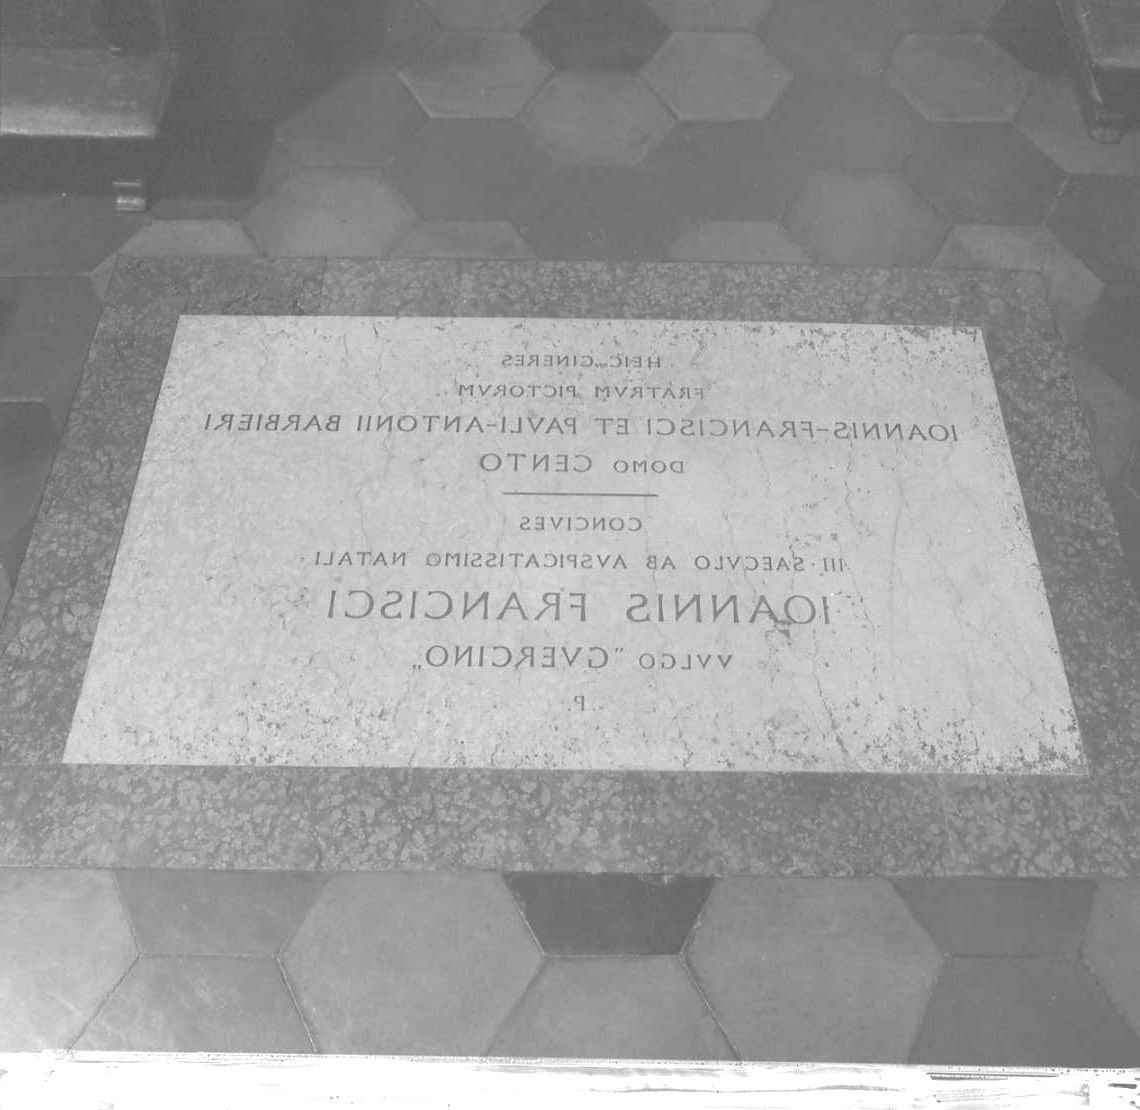 HEIC CINERES
FRATRVM PICTORVM
IOANNIS-FRANCISCI ET PAVLI-ANTONII BARBIERI
DOMO CENTO
CONCIVES
III · SAECVLO AB AVSPICATISSIMO NATALI ·
IOANNIS FRANCISCI
VVLGO "GVERCINO„
P.